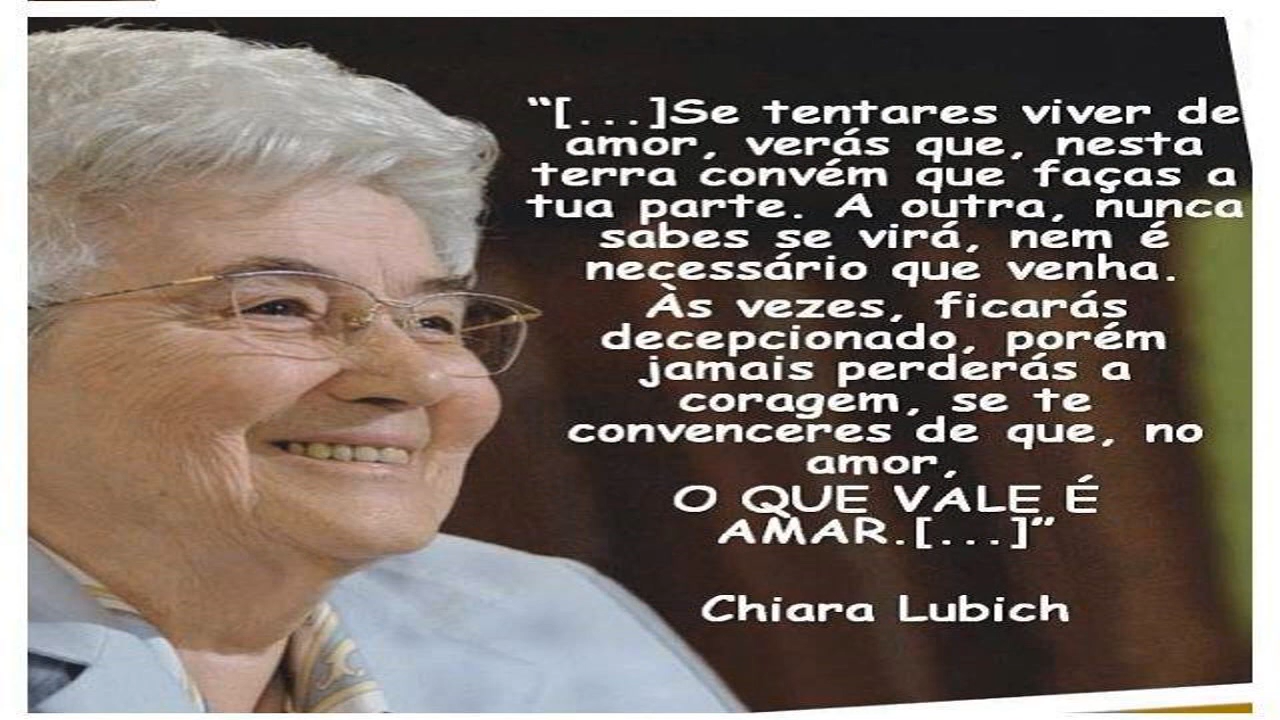 “[...]Se tentares viver de
amor, verás que, nesta
terra convém que faças a
tua parte. A outra, nunca
sabes se virá, nem é
necessário que venha.
Às vezes, ficarás
decepcionado, porém
jamais perderás a
coragem, se te
convenceres de que, no
amor,
O QUE VALE É
AMAR.[...]”
Chiara Lubich